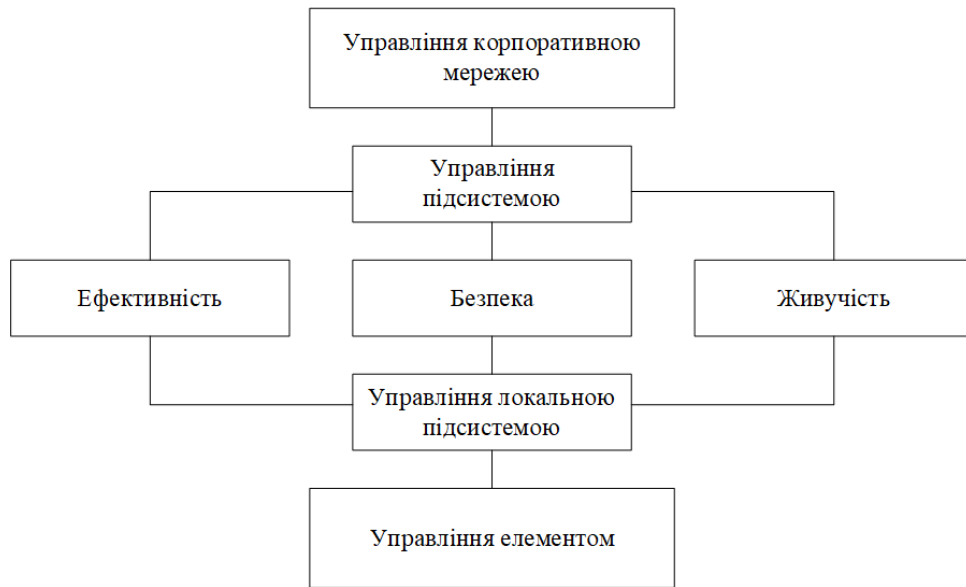 Управління корпоративною
мережею
Управління
підсистемою
Ефективність
Безпека
Живучість
Управління локальною
підсистемою
Управління елементом